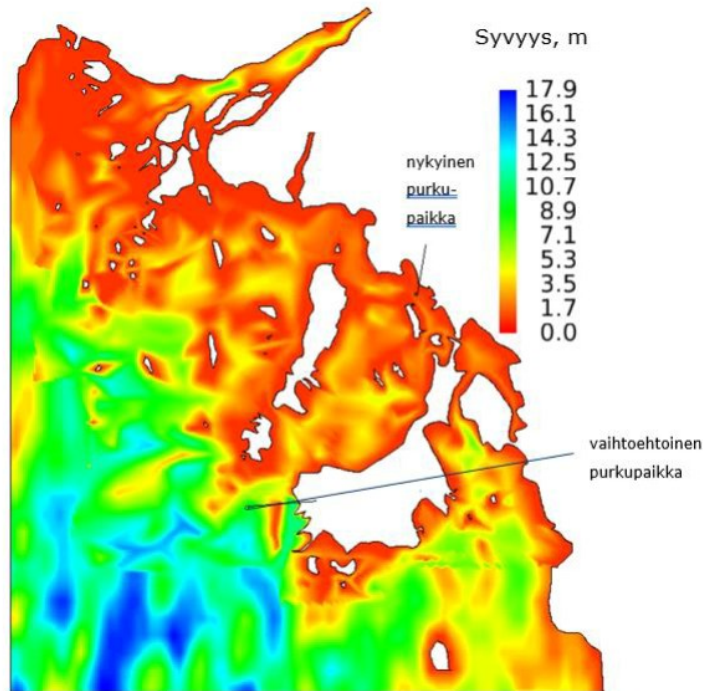 Syvyys, m
17.9
16.1
14.3
12.5
10.7
8.9
7.1
5.3
3.5
1.7
0.0
nykyinen
purku-
paikka
vaihtoehtoinen
purkupaikka